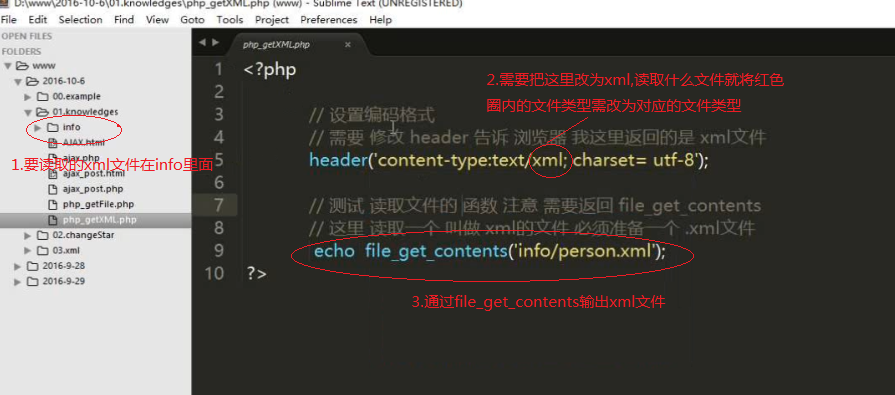 D:\www\2016-10-6\01.knowledges\php_getXML.php (www) - Sublime Text (UNREGISTERED)
File Edit Selection Find View Goto Tools Project Preferences Help
OPEN FILES
FOLDERS
www
2016-10-6
00.example
01.knowledges
info
AJAX.html
ajax.php
ajax_post.html
ajax_post.php
php_getFile.php
php_getXML.php
02.changeStar
03.xml
2016-9-28
2016-9-29
1.要读取的xml文件在info里面
php_getXML.php ×
1 <?php
2
2.需要把这里改为xml,读取什么文件就将红色
圈内的文件类型需改为对应的文件类型
3 // 设置编码格式
4 // 需要 修改 header 告诉 浏览器 我这里返回的是 xml文件
5 header('content-type:text/xml; charset= utf-8');
6
7 // 测试 读取文件的 函数 注意 需要返回 file_get_contents
8 // 这里 读取一个 叫做 xml的文件 必须准备一个 .xml文件
9 echo file_get_contents('info/person.xml');
10 ?>
3.通过file_get_contents输出xml文件